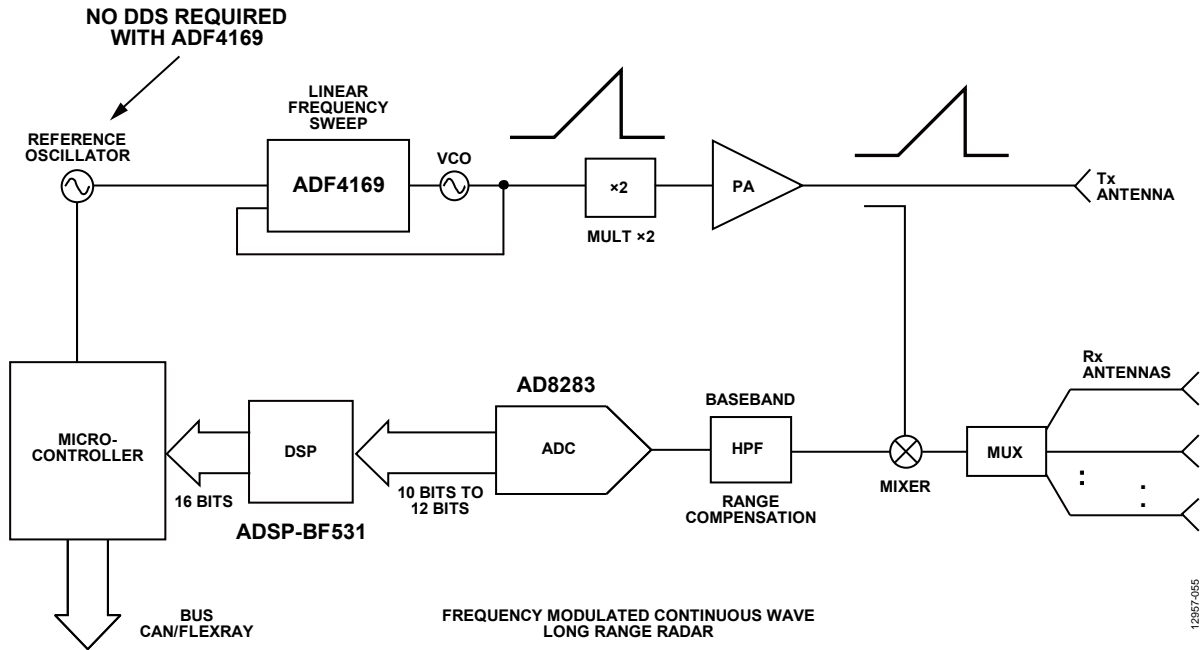 NO DDS REQUIRED
WITH ADF4169
LINEAR
FREQUENCY
SWEEP
REFERENCE
OSCILLATOR
VCO
ADF4169
×2
PA
Tx
ANTENNA
MULT ×2
Rx
ANTENNAS
AD8283
BASEBAND
MICRO-
CONTROLLER
DSP
ADC
HPF
MUX
MIXER
16 BITS
10 BITS TO
12 BITS
RANGE
COMPENSATION
ADSP-BF531
BUS
CAN/FLEXRAY
FREQUENCY MODULATED CONTINUOUS WAVE
LONG RANGE RADAR
12957-055